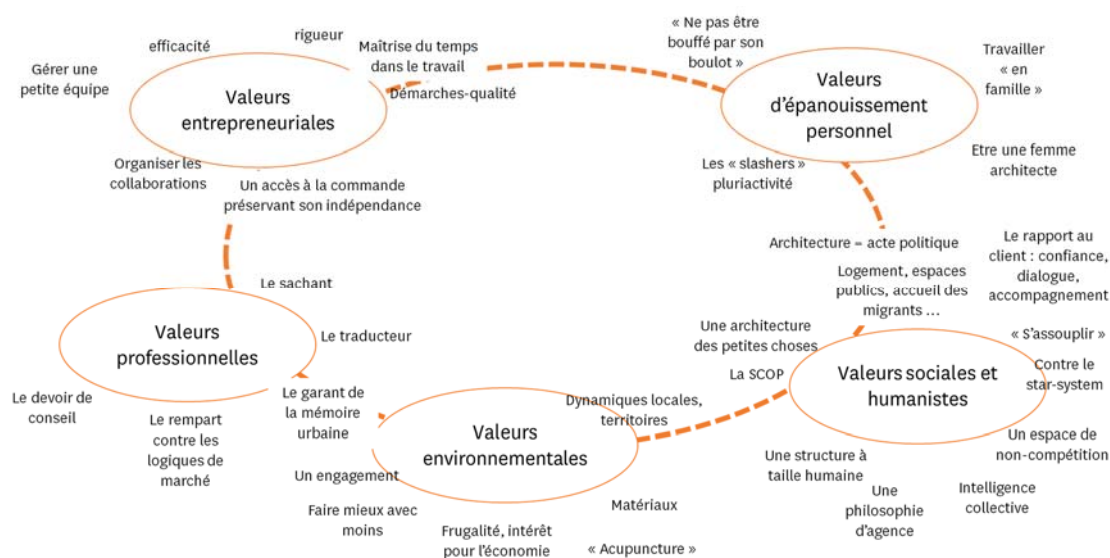 efficacité
rigueur
Gérer une
petite équipe
Maîtrise du temps
dans le travail
Démarches-qualité
Valeurs
entrepreneuriales
Organiser les
collaborations
Un accès à la commande
préservant son indépendance
« Ne pas être
bouffé par son
boulot »
Valeurs
d’épanouissement
personnel
Travailler
« en
famille »
Les « slashers »
pluriactivité
Etre une femme
architecte
Architecture = acte politique
Logement, espaces
publics, accueil des
migrants ...
Le rapport au
client : confiance,
dialogue,
accompagnement
Une architecture
des petites choses
« S’assouplir »
La SCOP
Valeurs sociales et
humanistes
Contre le
star-system
Un espace de
non-compétition
Une structure à
taille humaine
Une
philosophie
d’agence
Intelligence
collective
Le sachant
Valeurs
professionnelles
Le traducteur
Le devoir de
conseil
Le rempart
contre les
logiques de
marché
Le garant de
la mémoire
urbaine
Dynamiques locales,
territoires
Valeurs
environnementales
Un engagement
Faire mieux avec
moins
Frugalité, intérêt
pour l’économie
Matériaux
« Acupuncture »